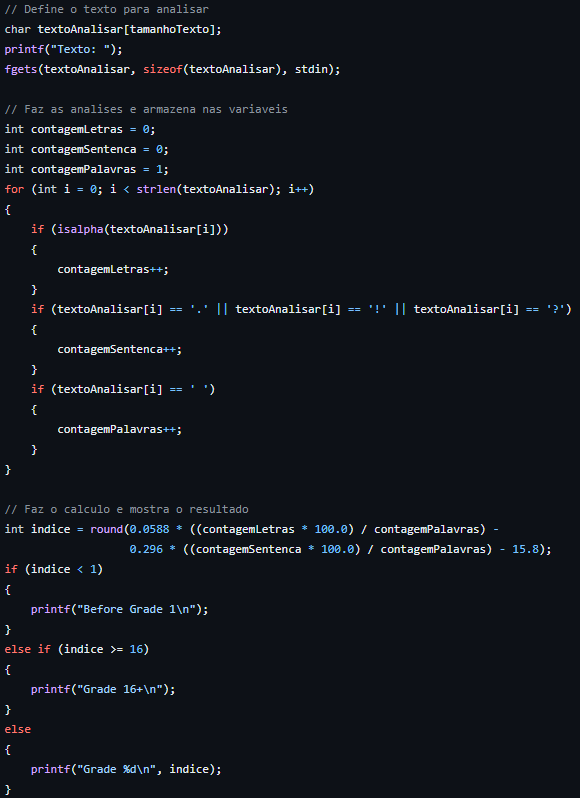 // Define o texto para analisar
char textoAnalisar[tamanhoTexto];
printf("Texto: ");
fgets(textoAnalisar, sizeof(textoAnalisar), stdin);

// Faz as analises e armazena nas variaveis
int contagemLetras = 0;
int contagemSentenca = 0;
int contagemPalavras = 1;
for (int i = 0; i < strlen(textoAnalisar); i++)
{
    if (isalpha(textoAnalisar[i]))
    {
        contagemLetras++;
    }
    if (textoAnalisar[i] == '.' || textoAnalisar[i] == '!' || textoAnalisar[i] == '?')
    {
        contagemSentenca++;
    }
    if (textoAnalisar[i] == ' ')
    {
        contagemPalavras++;
    }
}

// Faz o calculo e mostra o resultado
int indice = round(0.0588 * ((contagemLetras * 100.0) / contagemPalavras) -
                   0.296 * ((contagemSentenca * 100.0) / contagemPalavras) - 15.8);
if (indice < 1)
{
    printf("Before Grade 1\n");
}
else if (indice >= 16)
{
    printf("Grade 16+\n");
}
else
{
    printf("Grade %d\n", indice);
}